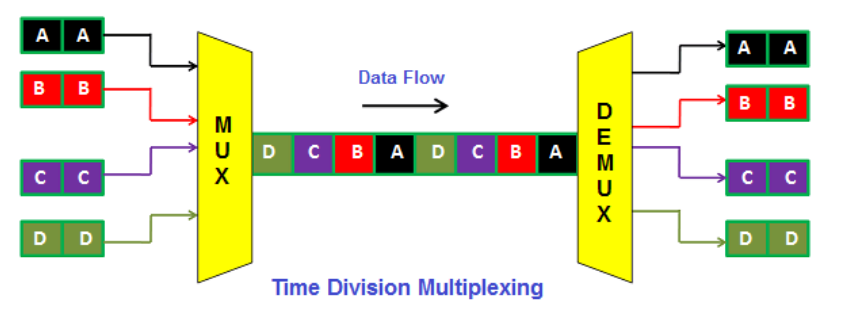 A A
B B
C C
D D
MUX
Data Flow
D C B A D C B A
DEMUX
A A
B B
C C
D D
Time Division Multiplexing